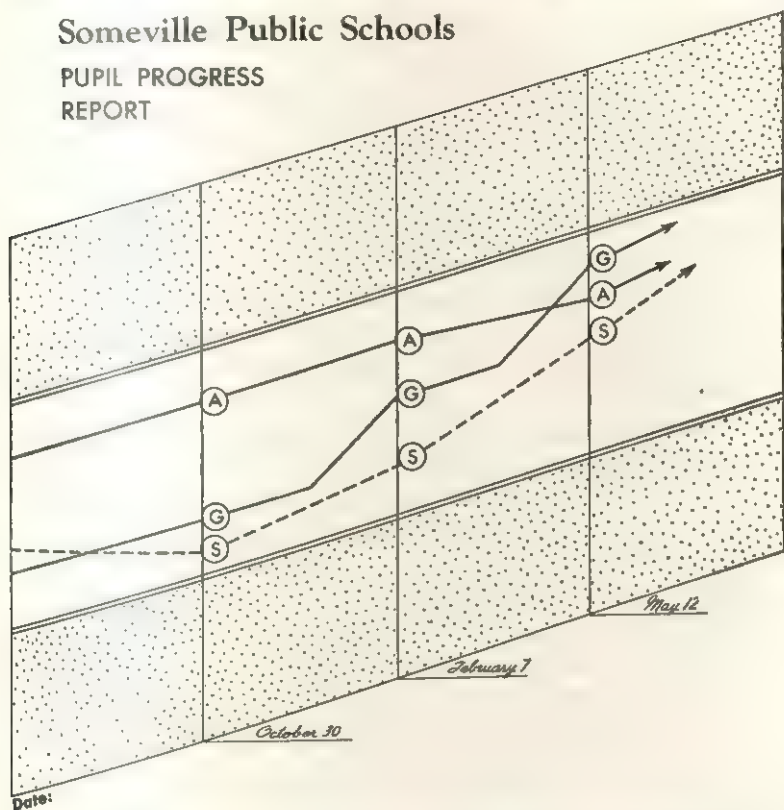 Someville Public Schools
PUPIL PROGRESS
REPORT
G
A
A
S
A
G
S
G
S
May 12
February 7
October 30
Date: